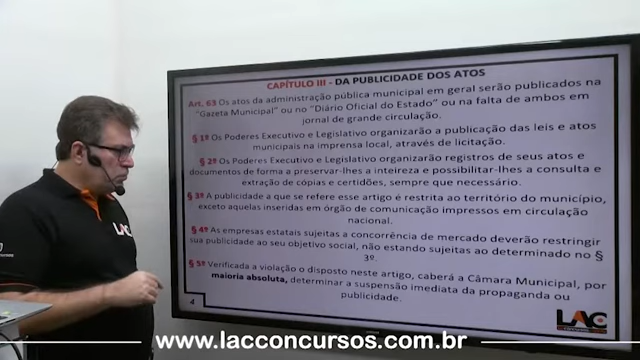 CAPÍTULO III - DA PUBLICIDADE DOS ATOS
Art. 63 Os atos da administração pública municipal em geral serão publicados na
"Gazeta Municipal" ou no "Diário Oficial do Estado" ou na falta de ambos em
jornal de grande circulação.
§ 1º Os Poderes Executivo e Legislativo organizarão a publicação das leis e atos
municipais na imprensa local, através de licitação.
§ 2º Os Poderes Executivo e Legislativo organizarão registros de seus atos e
documentos de forma a preservar-lhes a inteireza e possibilitar-lhes a consulta e
extração de cópias e certidões, sempre que necessário.
§ 3º A publicidade a que se refere esse artigo é restrita ao território do município,
exceto aquelas inseridas em órgão de comunicação impressos em circulação
nacional.
§ 4º As empresas estatais sujeitas a concorrência de mercado deverão restringir
sua publicidade ao seu objetivo social, não estando sujeitas ao determinado no §
3º.
§ 5º Verificada a violação o disposto neste artigo, caberá a Câmara Municipal, por
maioria absoluta, determinar a suspensão imediata da propaganda ou
publicidade.
4
LAC
LAC
www.lacconcursos.com.br